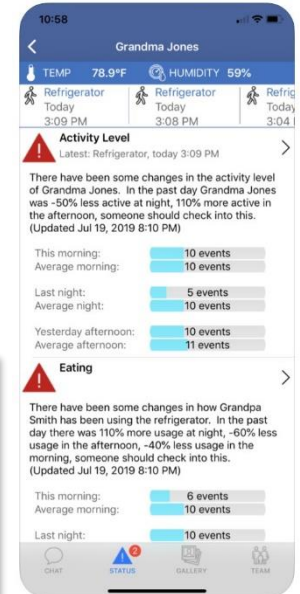 10:58
Grandma Jones
TEMP 78.9°F HUMIDITY 59%
Refrigerator
Today
3:09 PM
Refrigerator
Today
3:08 PM
Refrig
Today
3:04
Activity Level
Latest: Refrigerator, today 3:09 PM
There have been some changes in the activity level
of Grandma Jones. In the past day Grandma Jones
was -50% less active at night, 110% more active in
the afternoon, someone should check into this.
(Updated Jul 19, 2019 8:10 PM)
This morning: 10 events
Average morning: 10 events
Last night: 5 events
Average night: 10 events
Yesterday afternoon: 10 events
Average afternoon: 11 events
Eating
There have been some changes in how Grandpa
Smith has been using the refrigerator. In the past
day there was 110% more usage at night, -60% less
usage in the afternoon, -40% less usage in the
morning, someone should check into this.
(Updated Jul 19, 2019 8:10 PM)
This morning: 6 events
Average morning: 10 events
Last night: 10 events
2
CHAT STATUS GALLERY TEAM